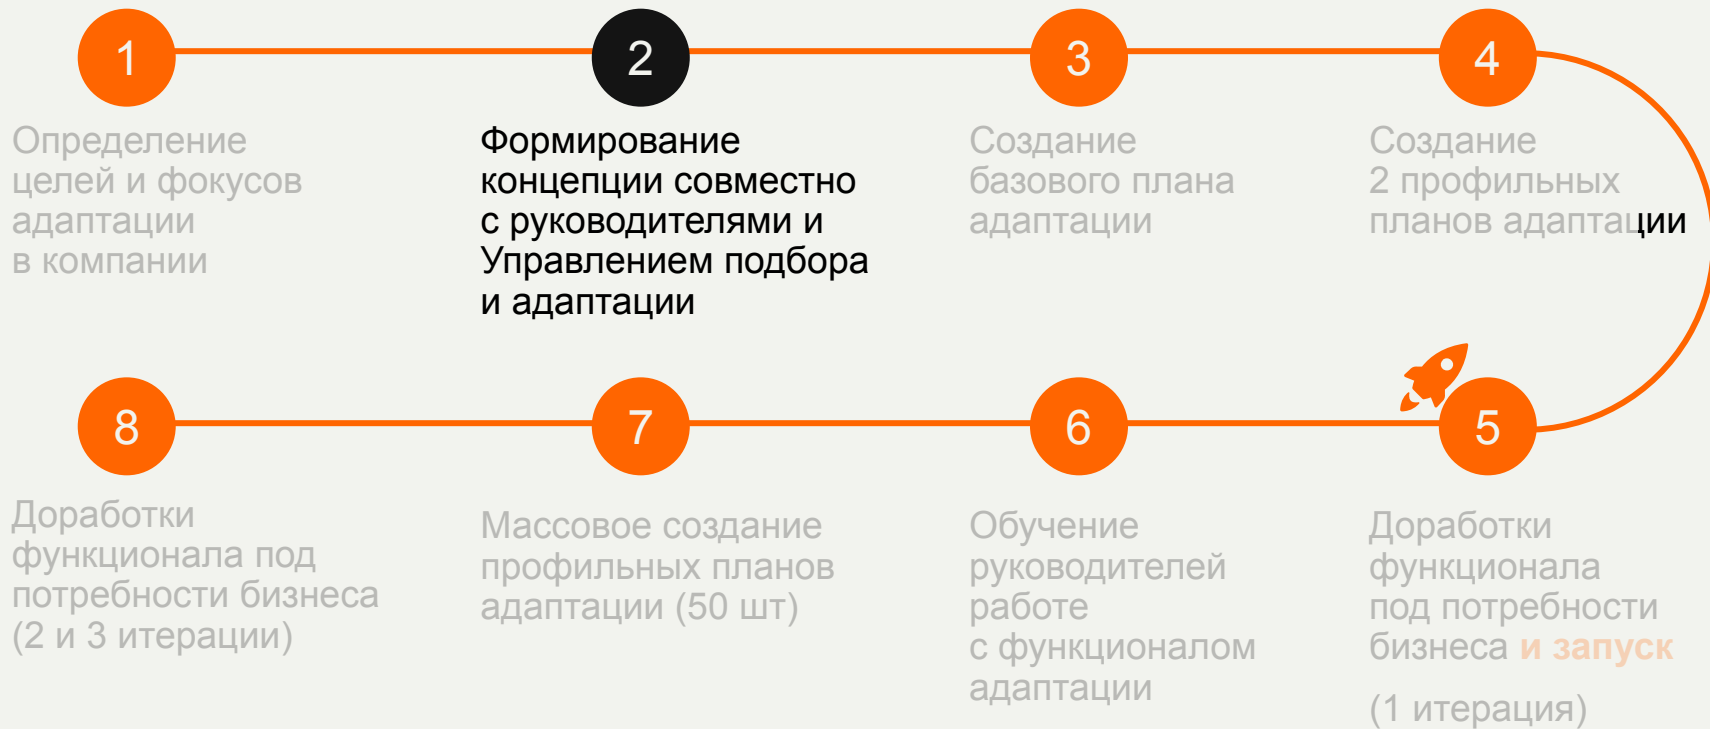 1
Определение
целей и фокусов
адаптации
в компании
2
Формирование
концепции совместно
с руководителями и
Управлением подбора
и адаптации
3
Создание
базового плана
адаптации
4
Создание
2 профильных
планов адаптации
5
Доработки
функционала
под потребности
бизнеса и запуск
(1 итерация)
6
Обучение
руководителей
работе
с функционалом
адаптации
7
Массовое создание
профильных планов
адаптации (50 шт)
8
Доработки
функционала под
потребности бизнеса
(2 и 3 итерации)